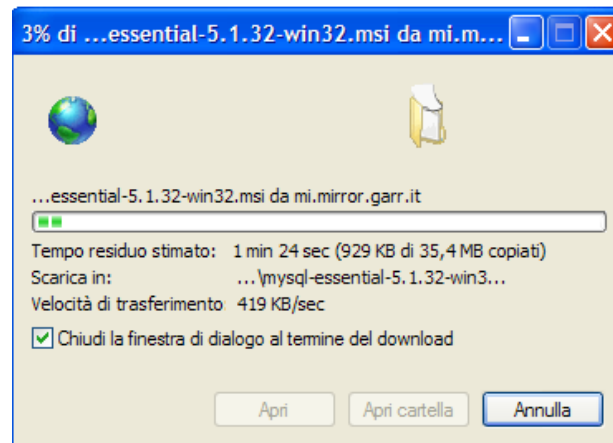 3% di ...essential-5.1.32-win32.msi da mi.m...
...essential-5.1.32-win32.msi da mi.mirror.garr.it
Tempo residuo stimato: 1 min 24 sec (929 KB di 35,4 MB copiati)
Scarica in: ...\mysql-essential-5.1.32-win3...
Velocità di trasferimento: 419 KB/sec
Chiudi la finestra di dialogo al termine del download
Apri Apri cartella Annulla